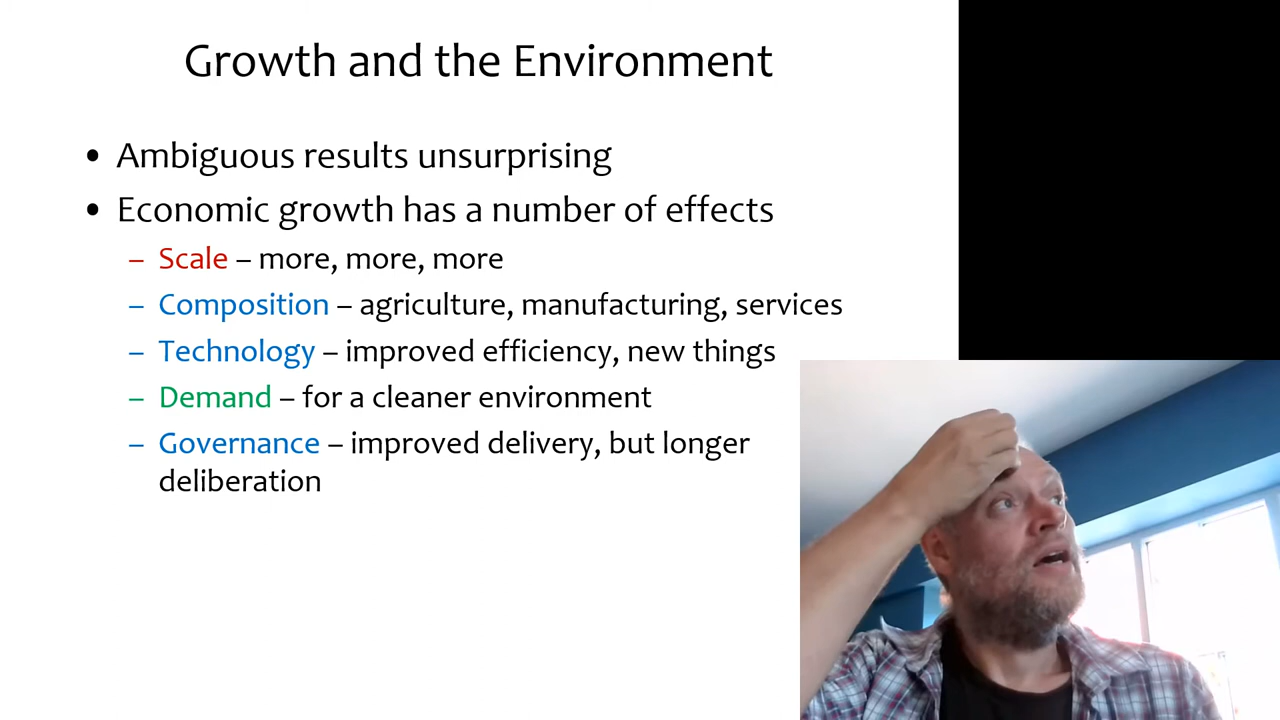 Growth and the Environment
• Ambiguous results unsurprising
• Economic growth has a number of effects
– Scale – more, more, more
– Composition – agriculture, manufacturing, services
– Technology – improved efficiency, new things
– Demand – for a cleaner environment
– Governance – improved delivery, but longer
deliberation